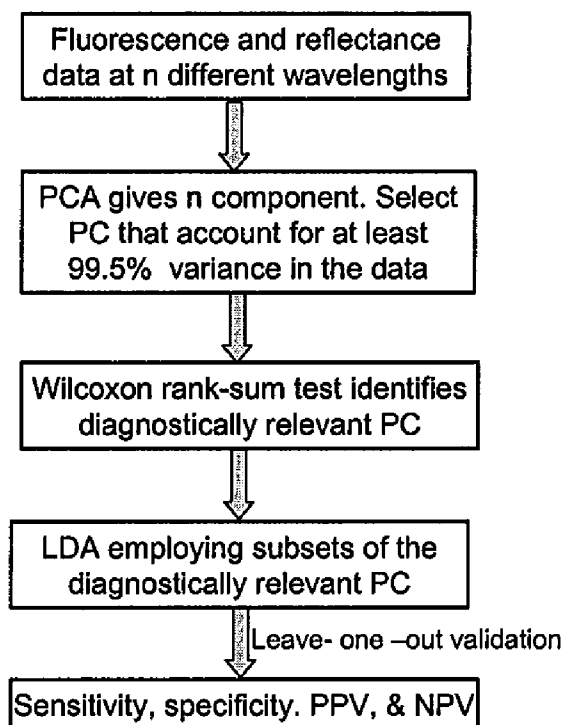 Fluorescence and reflectance
data at n different wavelengths
PCA gives n component. Select
PC that account for at least
99.5% variance in the data
Wilcoxon rank-sum test identifies
diagnostically relevant PC
LDA employing subsets of the
diagnostically relevant PC
Leave- one –out validation
Sensitivity, specificity. PPV, & NPV